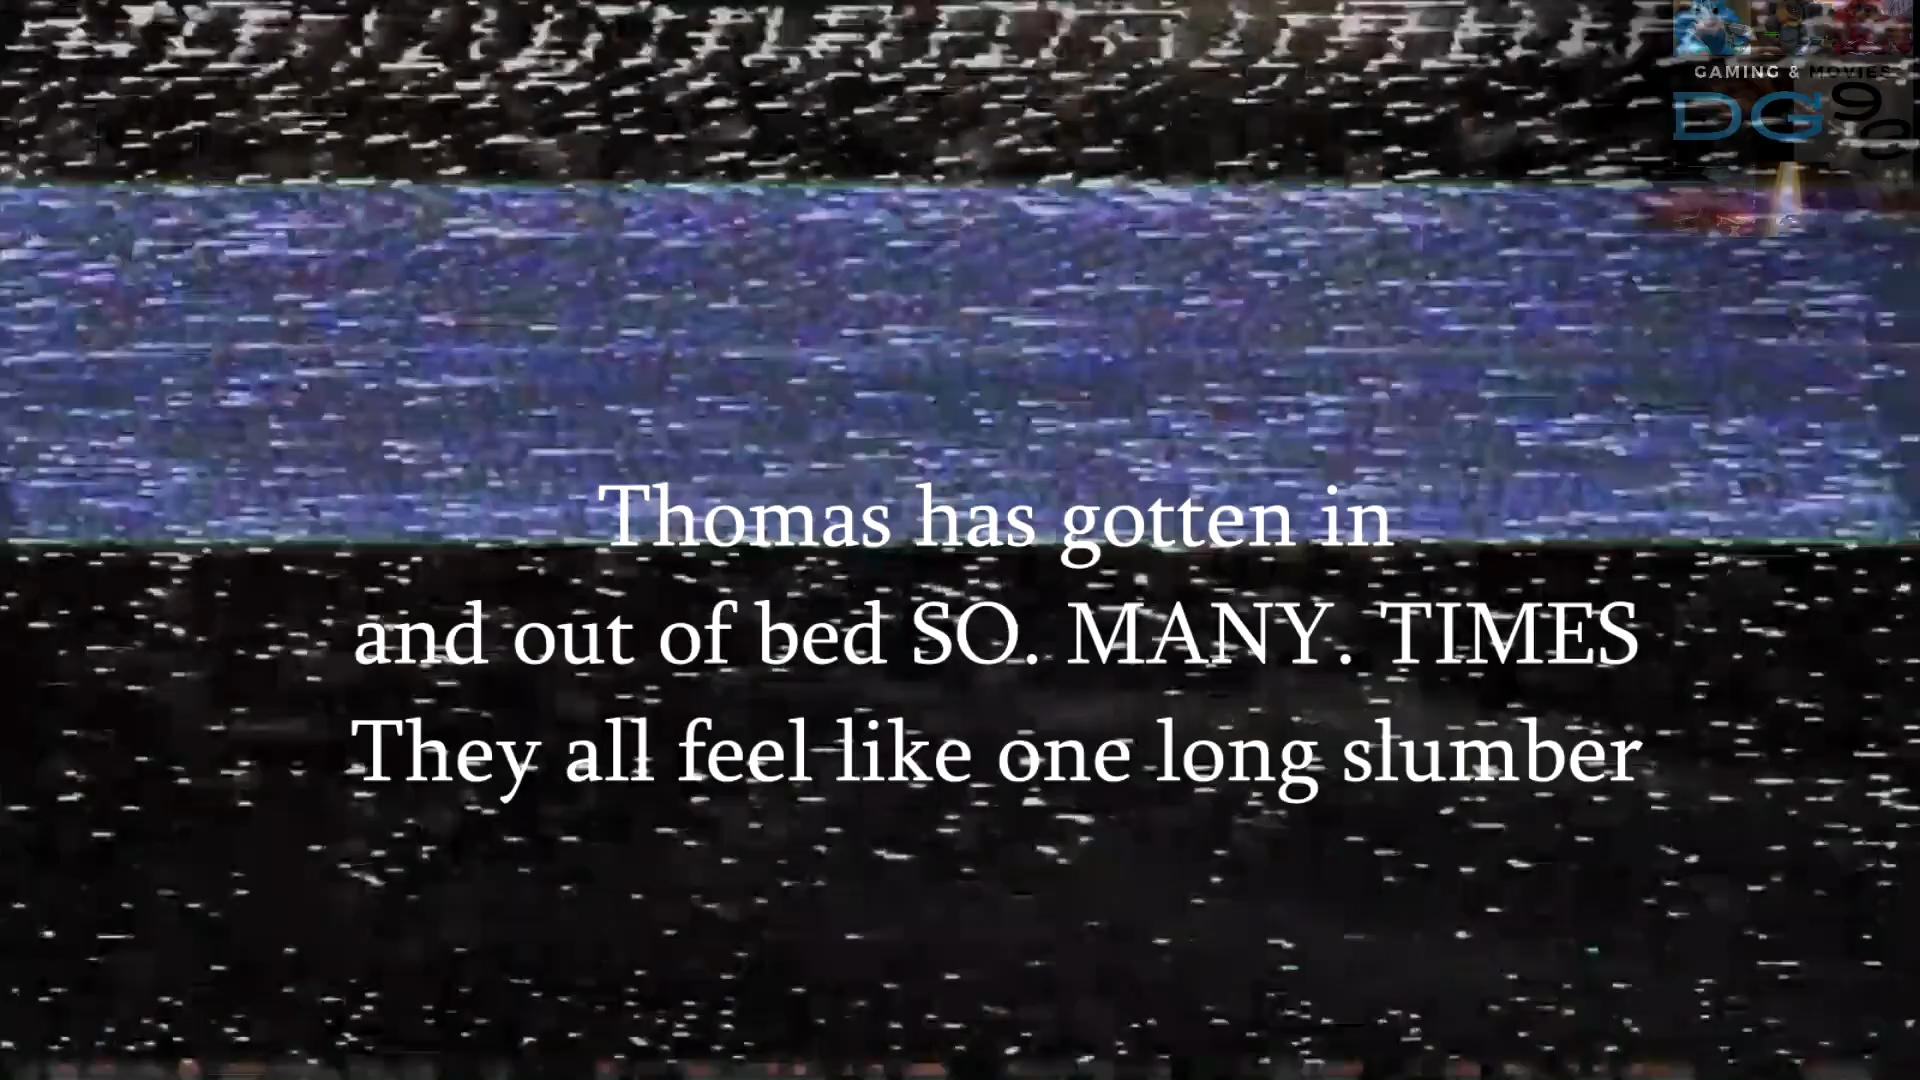 GAMING & MOVIES
DG9C
Thomas has gotten in
and out of bed SO. MANY. TIMES
They all feel like one long slumber